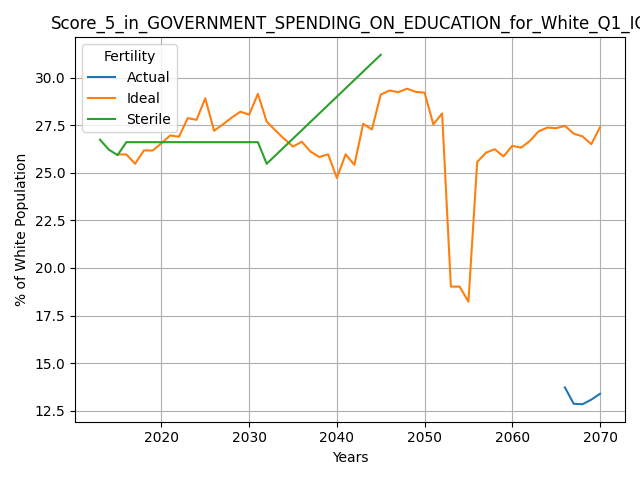 Score_5_in_GOVERNMENT_SPENDING_ON_EDUCATION_for_White_Q1_IC
Fertility
Actual
Ideal
Sterile
% of White Population
30.0
27.5
25.0
22.5
20.0
17.5
15.0
12.5
2020 2030 2040 2050 2060 2070
Years